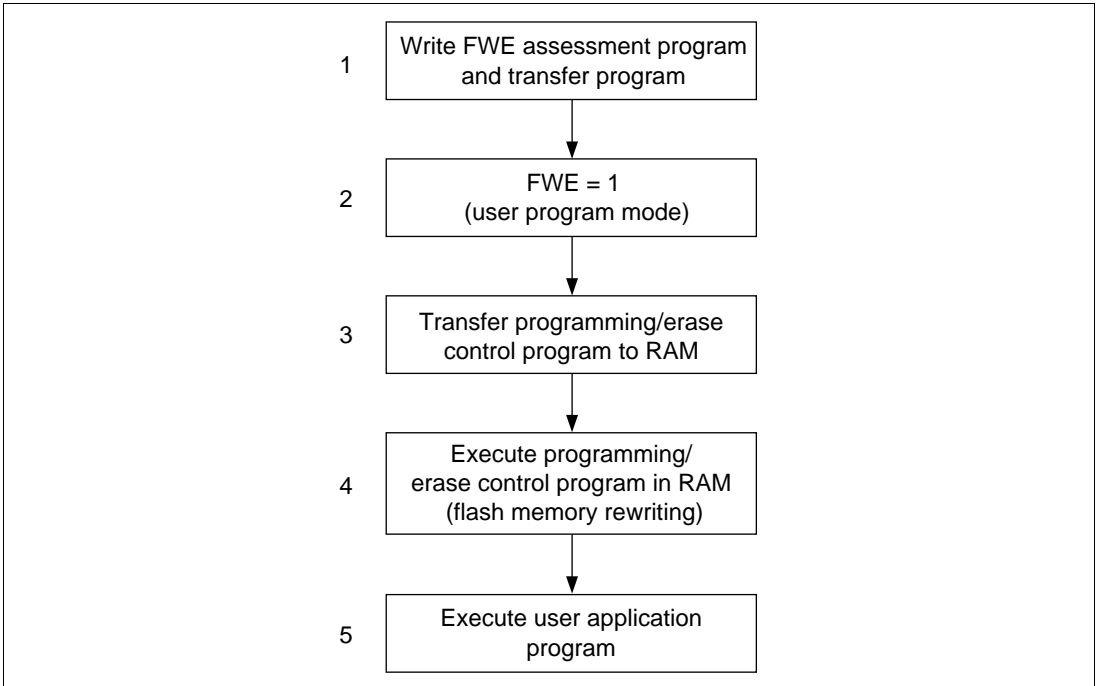 1
Write FWE assessment program
and transfer program
2
FWE = 1
(user program mode)
3
Transfer programming/erase
control program to RAM
4
Execute programming/
erase control program in RAM
(flash memory rewriting)
5
Execute user application
program